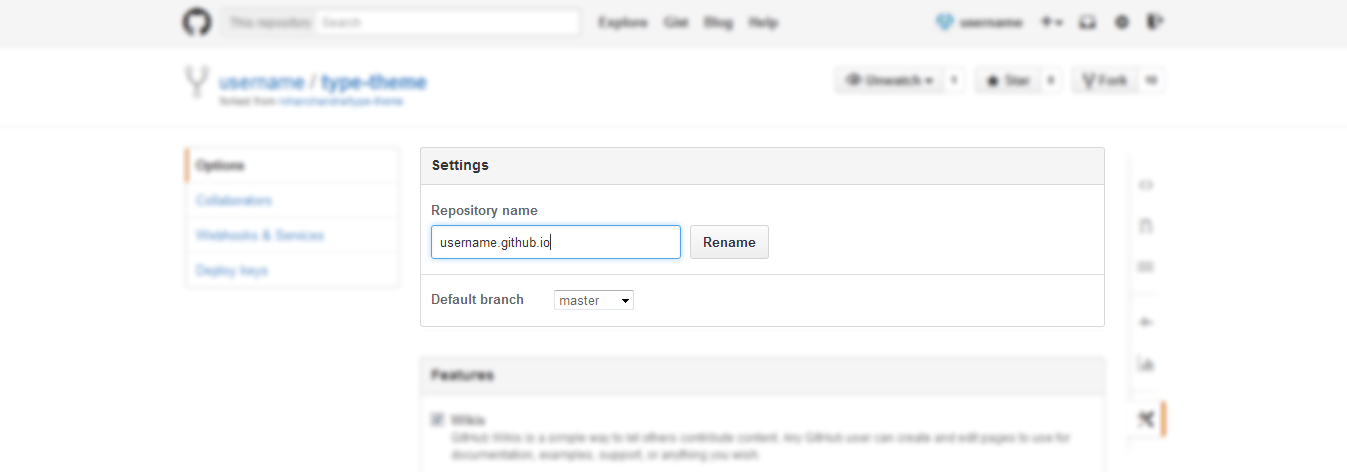 This repository Search Explore Gist Blog Help username
username / type-theme Unwatch 1 Star Fork 10
forked from rohanchandra/type-theme
Options
Collaborators
Webhooks & Services
Deploy keys
Settings
Repository name
username.github.io Rename
Default branch master
Features
Wikis
GitHub Wikis is a simple way to let others contribute content. Any GitHub user can create and edit pages to use for
documentation, examples, support, or anything you wish.